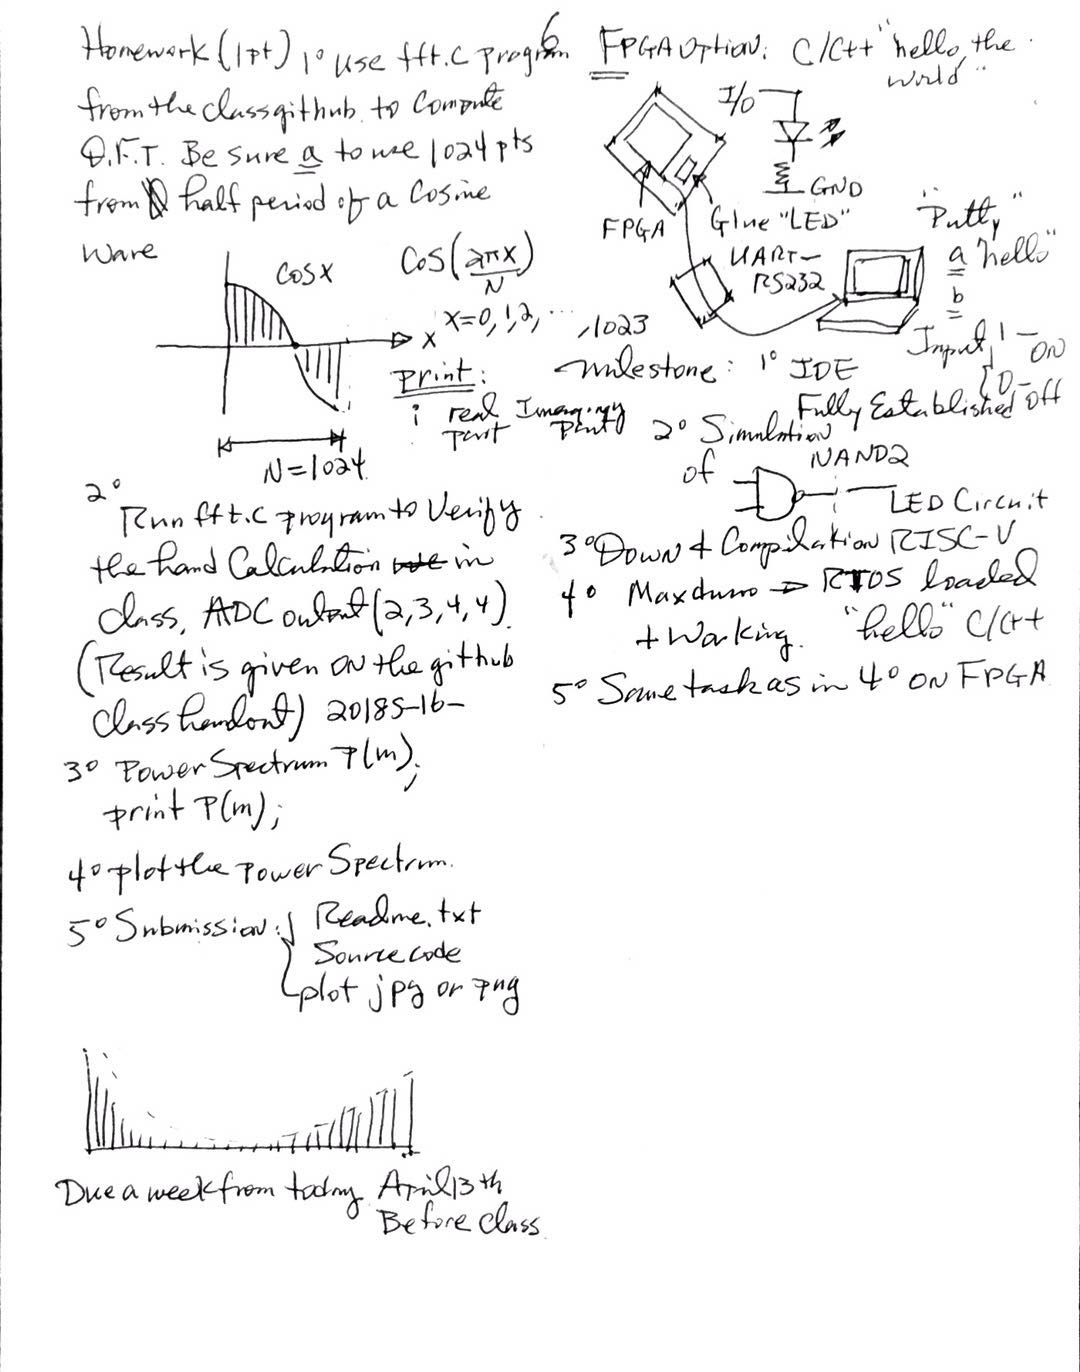 Homework (1pt) 1° Use fft.c program
from the class github to Compute
D.F.T. Be sure a to use 1024 pts
from half period of a Cosine
Wave
COSX
COS(2πX/N)
X
X=0,1,2,...,1023
Print:
i real Imaginary
part part
N=1024
2°
Run fft.c program to Verify
the hand Calculation in
Class, ADC output (2,3,4,4).
(Result is given ON the github
Class handout) 2018S-16-
3° Power Spectrum P(m);
print P(m);
4° plot the Power Spectrum.
5° Submission: Readme.txt
Source code
plot jpg or png
Due a week from today April 13th
Before Class.
6
FPGA Option: C/C++ "hello, the
world"
I/O
GND
FPGA
Glue "LED"
UART-
RS232
"Putty"
a "hello"
b
Input, 1 - ON
0 - Off
milestone: 1° IDE
Fully Established
2° Simulation
of NAND2
LED Circuit
3° Down + Compilation RISC-V
4° → RTOS loaded
+ Working. "hello" C/C++
5° Same task as in 4° ON FPGA